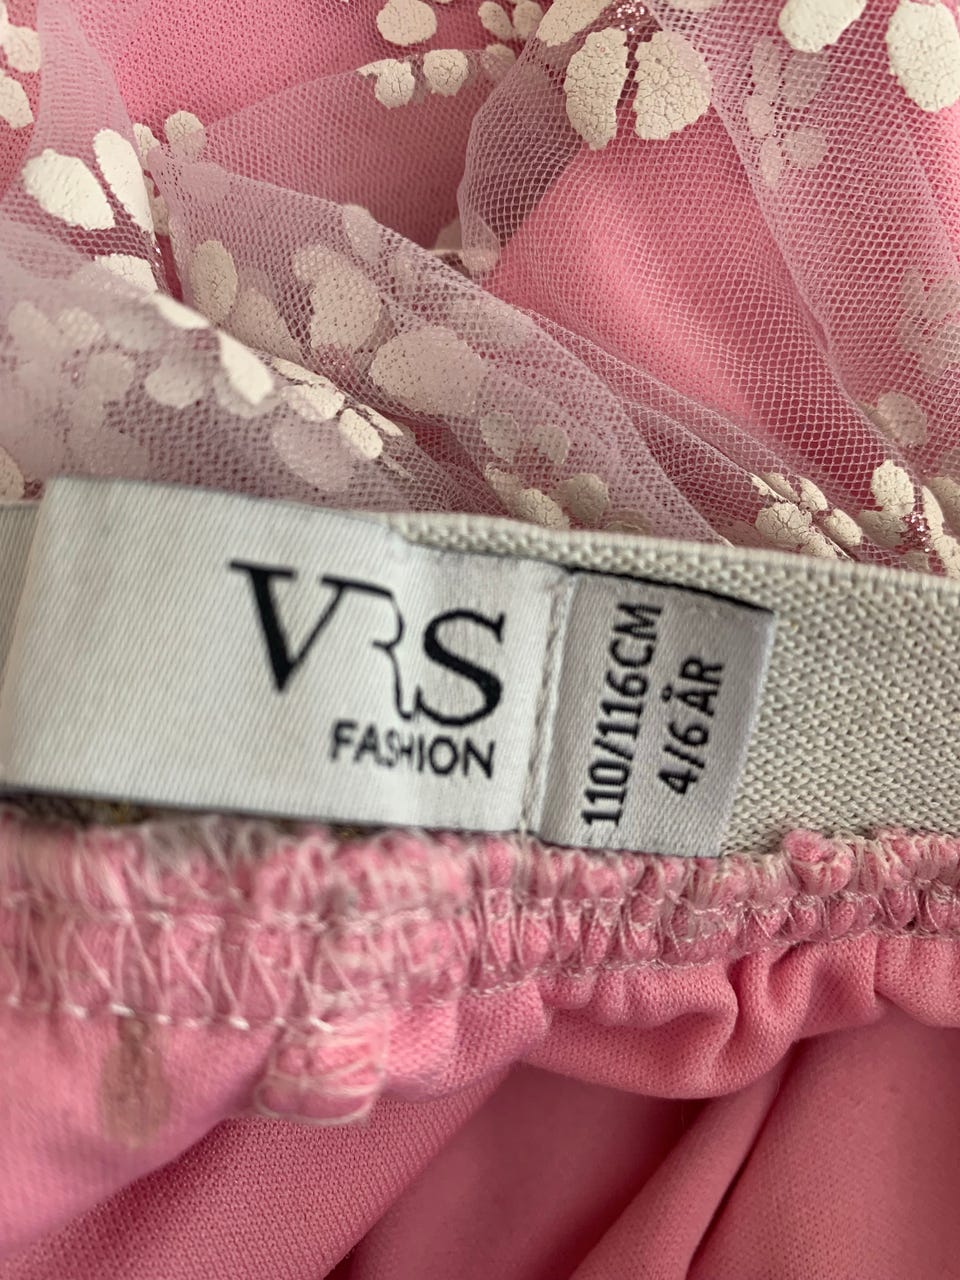 VRS
FASHION
110/116CM
4/6 ÅR